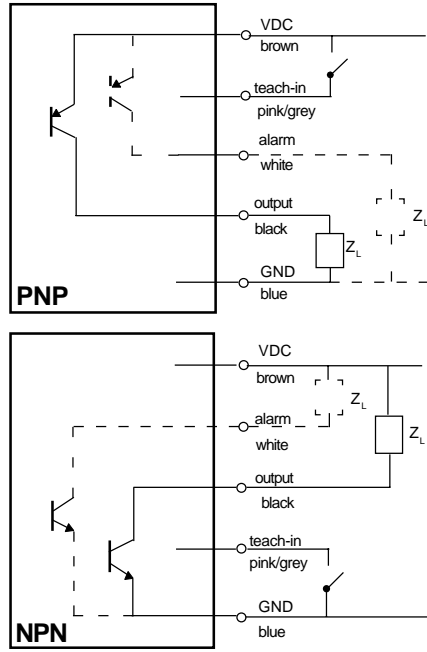 VDC
brown
teach-in
pink/grey
alarm
white
Z_L
output
black
Z_L
GND
blue
PNP
VDC
brown
Z_L
alarm
white
Z_L
output
black
teach-in
pink/grey
GND
blue
NPN